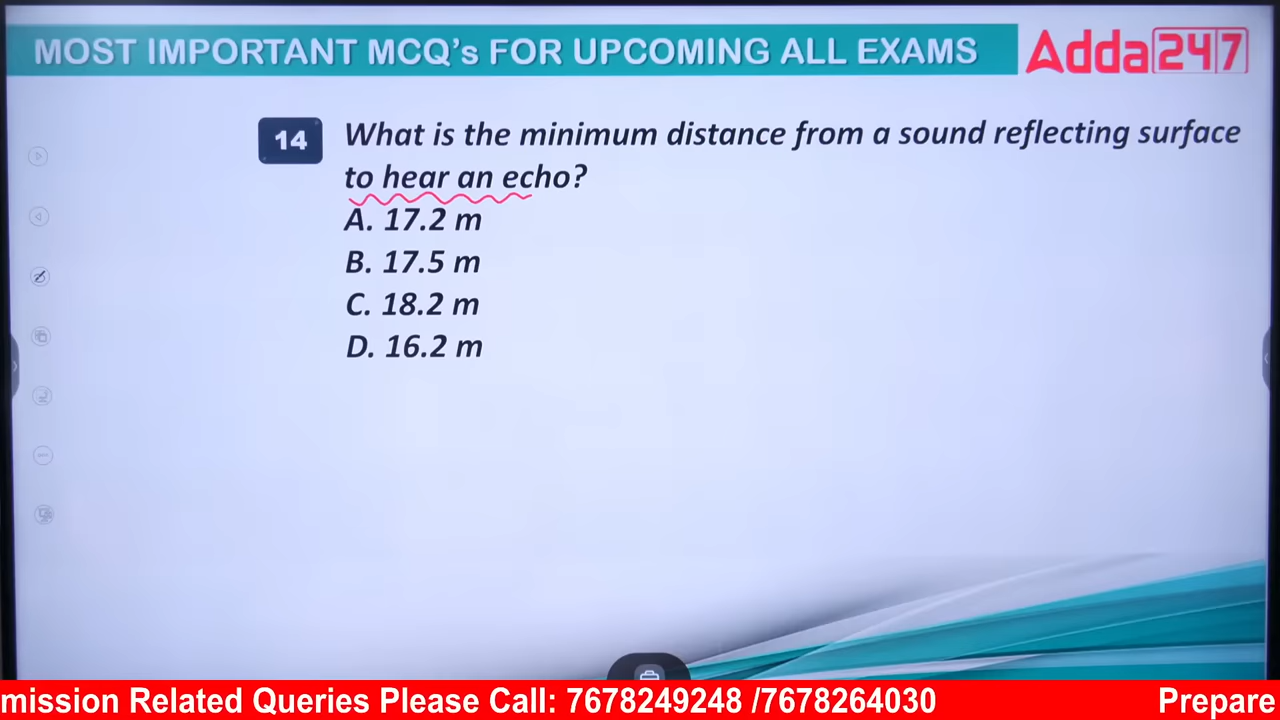 MOST IMPORTANT MCQ's FOR UPCOMING ALL EXAMS
Adda247
14
What is the minimum distance from a sound reflecting surface
to hear an echo?
A. 17.2 m
B. 17.5 m
C. 18.2 m
D. 16.2 m
mission Related Queries Please Call: 7678249248 /7678264030
Prepare